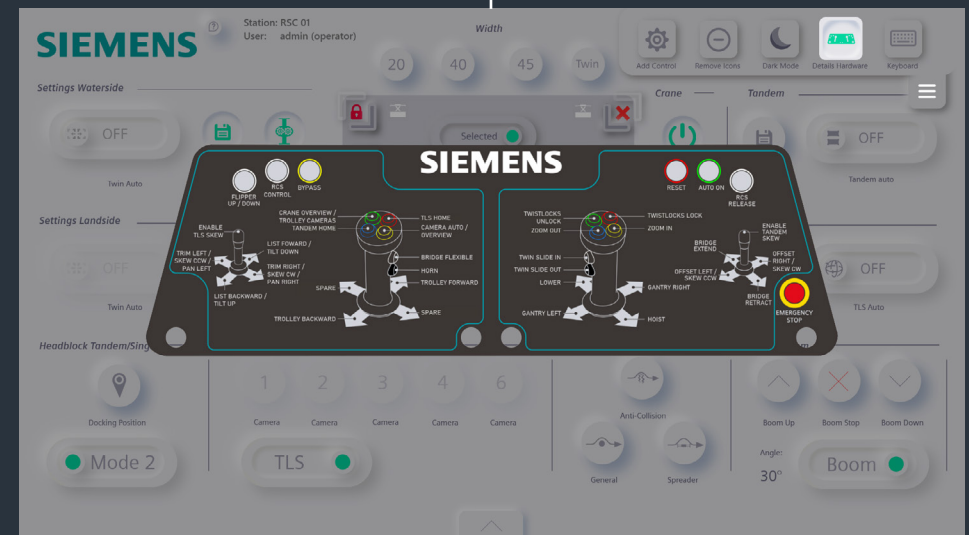 SIEMENS
Station: RSC 01
User: admin (operator)
Width
20
40
45
Twin
Add Control
Remove Icons
Dark Mode
Details Hardware
Keyboard
Settings Waterside
Crane
Tandem
OFF
Selected
OFF
Twin Auto
Tandem auto
SIEMENS
FLIPPER
UP / DOWN
RCS
CONTROL
BYPASS
RESET
AUTO ON
RCS
RELEASE
CRANE OVERVIEW /
TROLLEY CAMERAS
TANDEM HOME
TLS HOME
CAMERA AUTO /
OVERVIEW
ENABLE
TLS SKEW
LIST FOWARD /
TILT DOWN
TRIM LEFT /
SKEW CCW /
PAN LEFT
TRIM RIGHT /
SKEW CW /
PAN RIGHT
LIST BACKWARD /
TILT UP
BRIDGE FLEXIBLE
HORN
TROLLEY FORWARD
SPARE
SPARE
TROLLEY BACKWARD
TWISTLOCKS
UNLOCK
ZOOM OUT
TWISTLOCKS LOCK
ZOOM IN
TWIN SLIDE IN
TWIN SLIDE OUT
LOWER
GANTRY RIGHT
GANTRY LEFT
HOIST
ENABLE
TANDEM
SKEW
BRIDGE
EXTEND
OFFSET
RIGHT /
SKEW CW
OFFSET LEFT /
SKEW CCW
BRIDGE
RETRACT
EMERGENCY
STOP
Settings Landside
OFF
OFF
Twin Auto
TLS Auto
Headblock Tandem/Sing
m
Docking Position
1
2
3
4
6
Camera
Camera
Camera
Camera
Camera
Anti-Collision
Boom Up
Boom Stop
Boom Down
Mode 2
TLS
General
Spreader
Angle:
30°
Boom